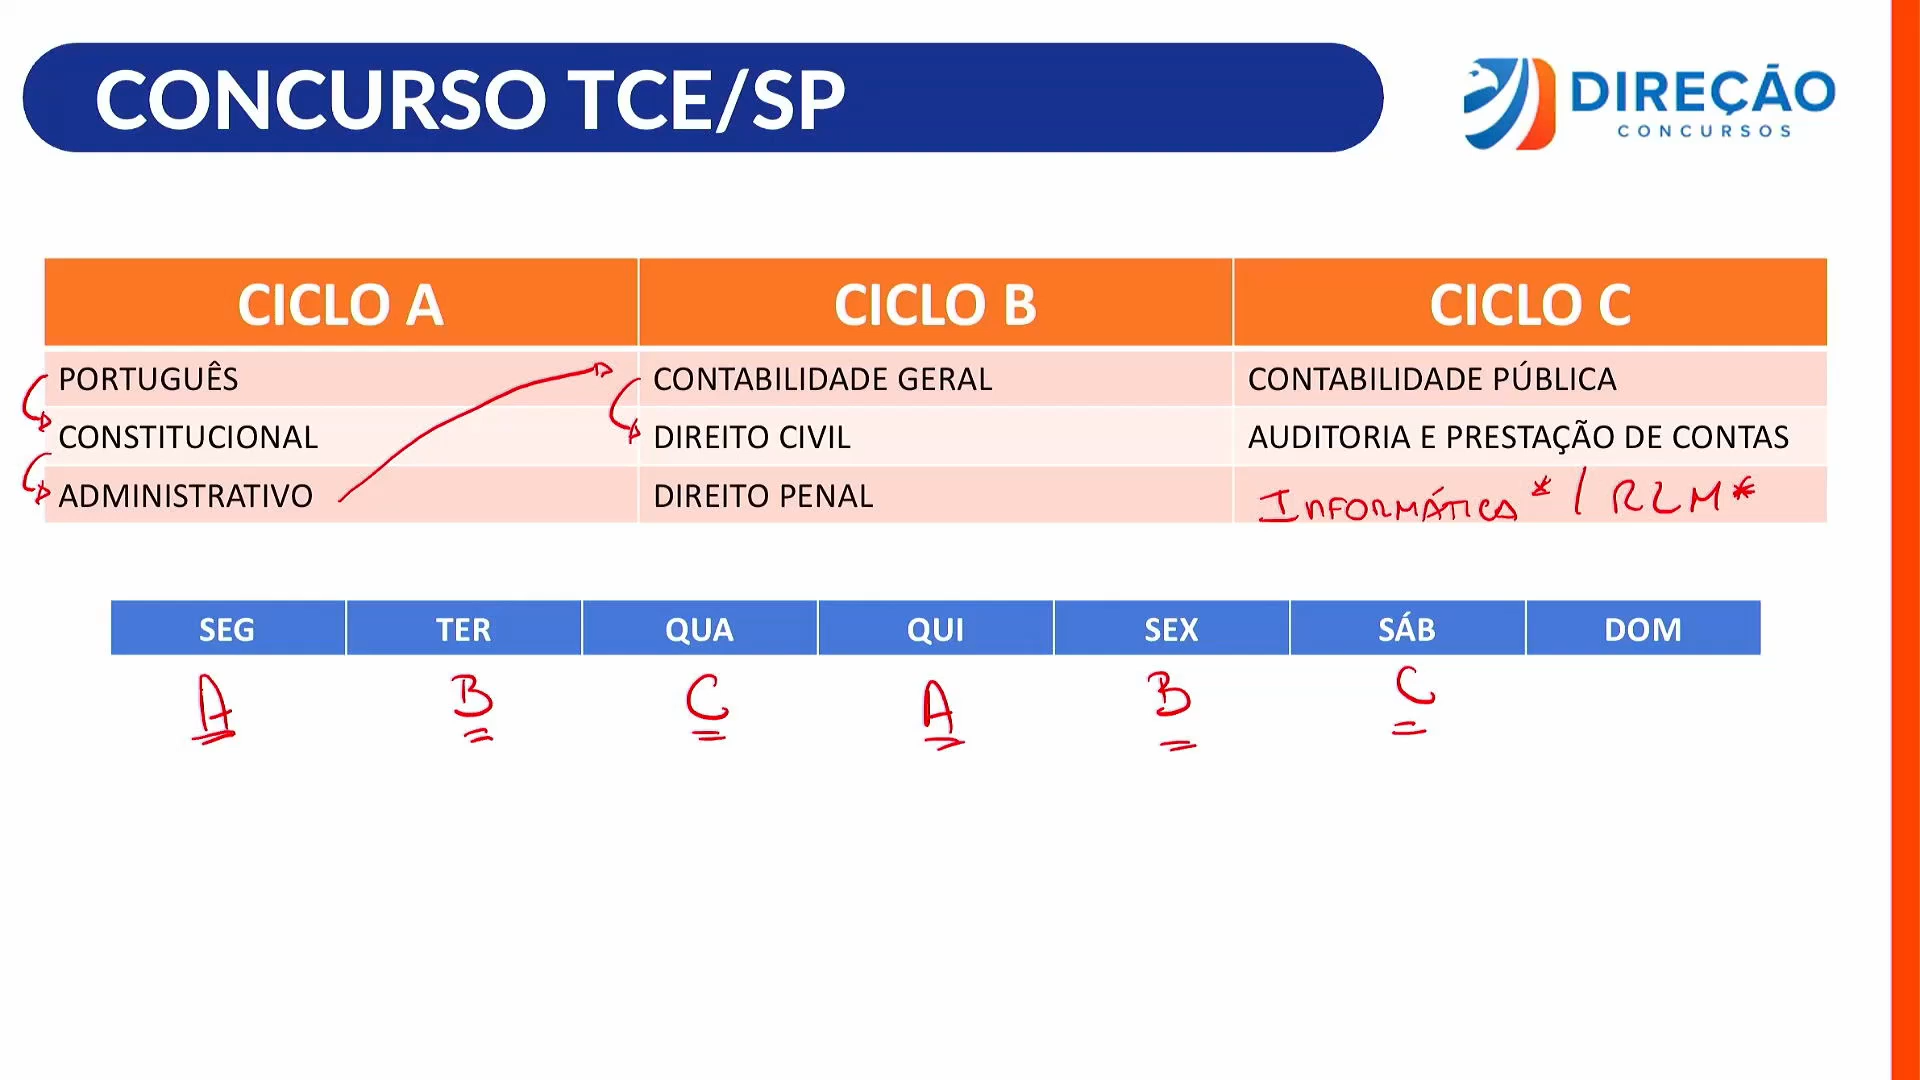 CONCURSO TCE/SP
DIREÇÃO
CONCURSOS
CICLO A CICLO B CICLO C
PORTUGUÊS CONTABILIDADE GERAL CONTABILIDADE PÚBLICA
CONSTITUCIONAL DIREITO CIVIL AUDITORIA E PRESTAÇÃO DE CONTAS
ADMINISTRATIVO DIREITO PENAL INFORMÁTICA* / RLM*
SEG TER QUA QUI SEX SÁB DOM
A B C A B C